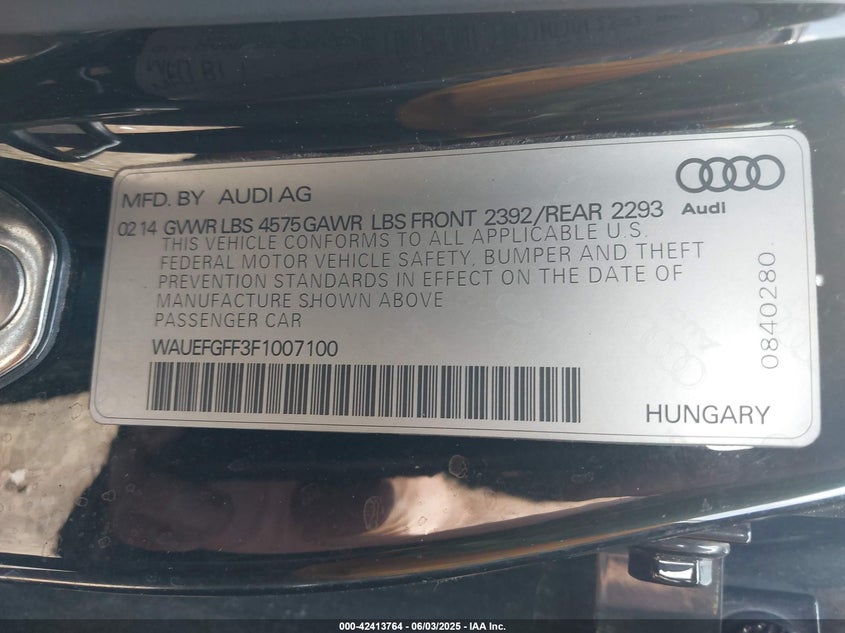 MFD. BY AUDI AG
Audi
02 14 GVWR LBS 4575 GAWR LBS FRONT 2392/REAR 2293
THIS VEHICLE CONFORMS TO ALL APPLICABLE U.S.
FEDERAL MOTOR VEHICLE SAFETY, BUMPER AND THEFT
PREVENTION STANDARDS IN EFFECT ON THE DATE OF
MANUFACTURE SHOWN ABOVE
PASSENGER CAR
WAUEFGFF3F1007100
HUNGARY
0840280
000-42413764 - 06/03/2025 - IAA Inc.